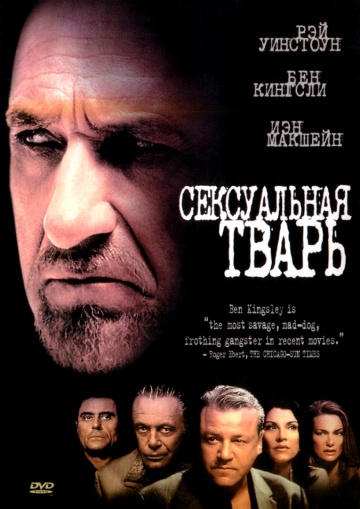 РЭЙ
УИНСТОУН
БЕН
КИНГСЛИ
ИЭН
МАКШЕЙН
СЕКСУАЛЬНАЯ
ТВАРЬ
Ben Kingsley is
"the most savage, mad-dog,
frothing gangster in recent movies."
- Roger Ebert, THE CHICAGO-SUN TIMES
DVD
VIDEO